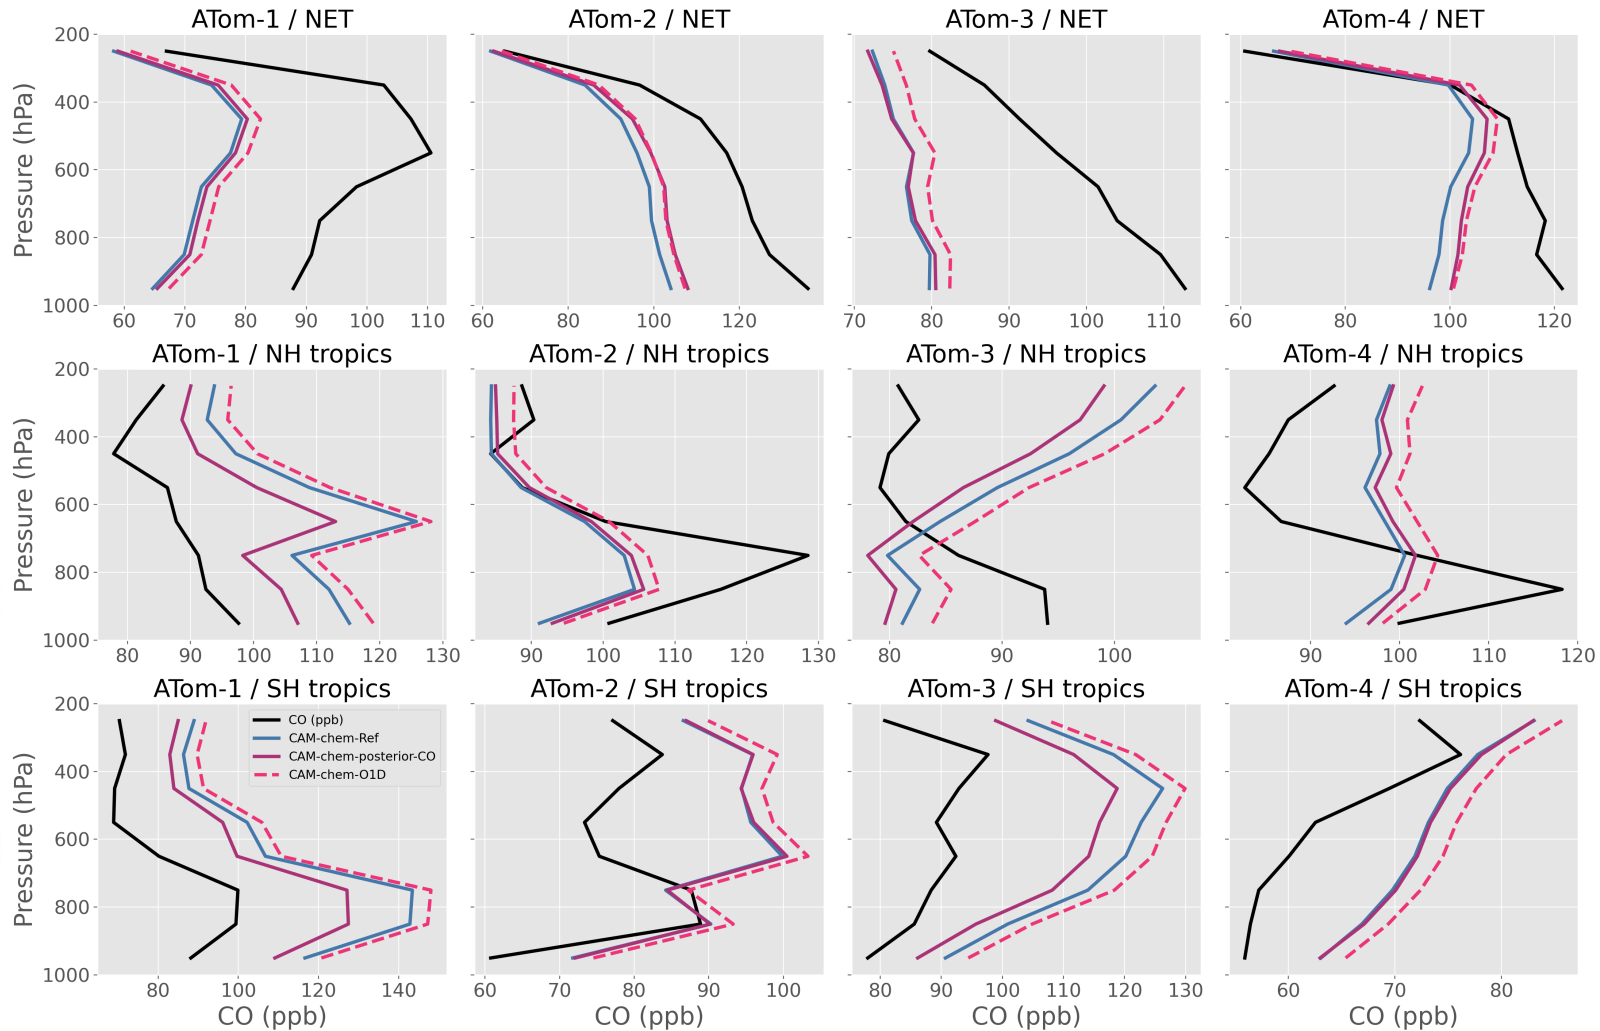 ATom-1 / NET
ATom-2 / NET
ATom-3 / NET
ATom-4 / NET
Pressure (hPa)
200
400
600
800
1000
60 70 80 90 100 110
60 80 100 120
70 80 90 100 110
60 80 100 120
ATom-1 / NH tropics
ATom-2 / NH tropics
ATom-3 / NH tropics
ATom-4 / NH tropics
Pressure (hPa)
200
400
600
800
1000
80 90 100 110 120 130
90 100 110 120 130
80 90 100
90 100 110 120
ATom-1 / SH tropics
ATom-2 / SH tropics
ATom-3 / SH tropics
ATom-4 / SH tropics
Pressure (hPa)
200
400
600
800
1000
CO (ppb)
CAM-chem-Ref
CAM-chem-posterior-CO
CAM-chem-O1D
80 100 120 140
60 70 80 90 100
80 90 100 110 120 130
60 70 80
CO (ppb)
CO (ppb)
CO (ppb)
CO (ppb)